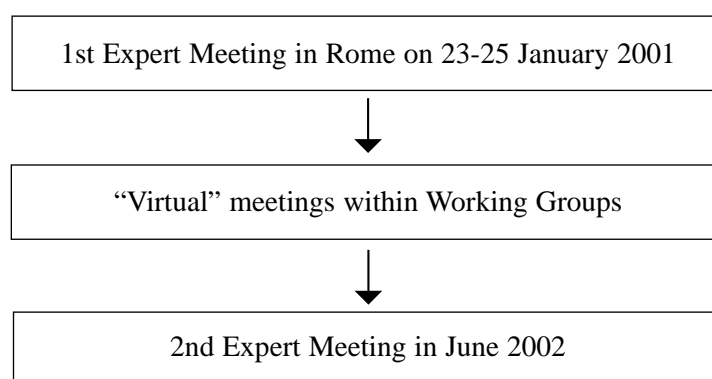 1st Expert Meeting in Rome on 23-25 January 2001
“Virtual” meetings within Working Groups
2nd Expert Meeting in June 2002